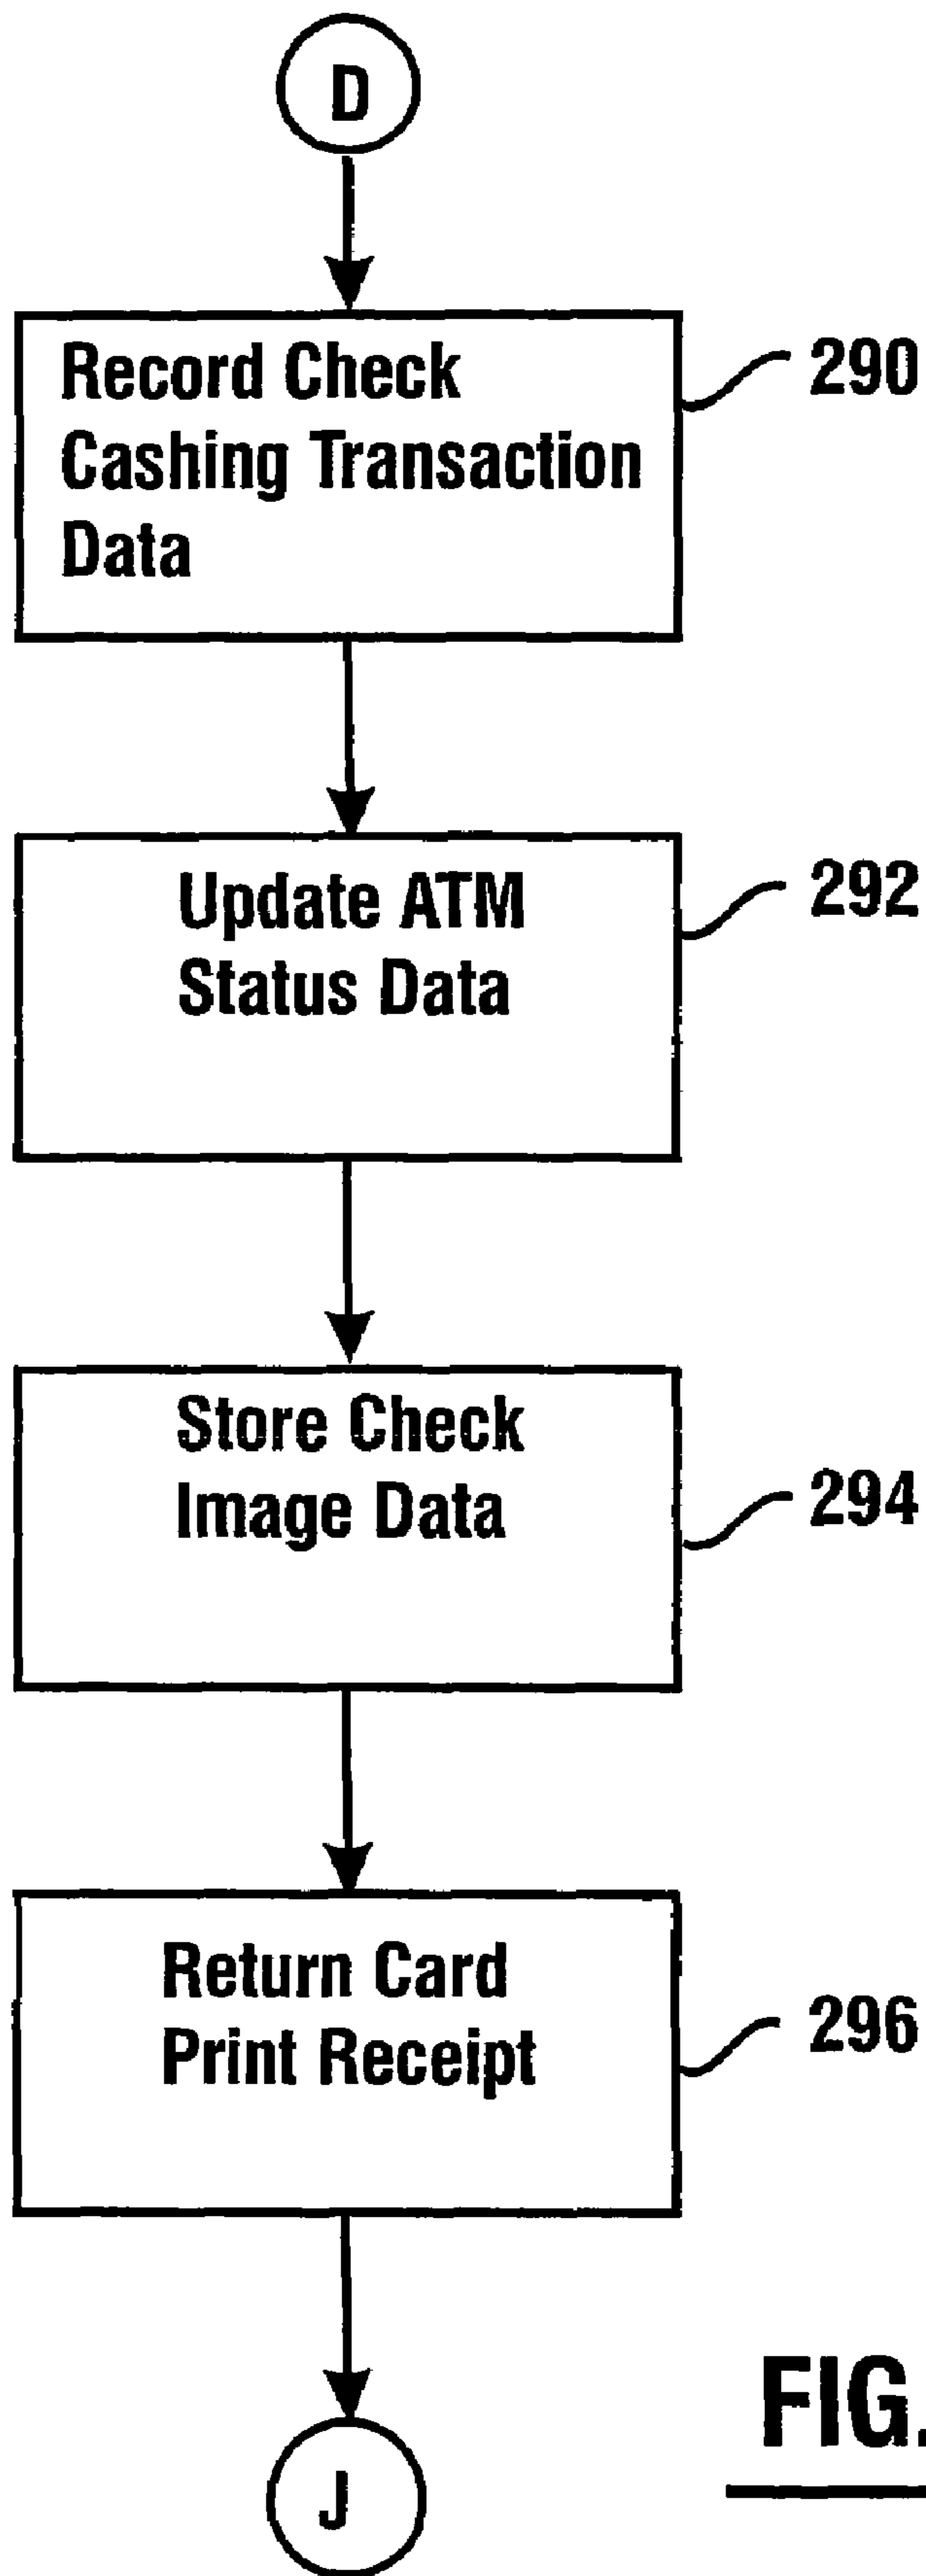 D
Record Check
Cashing Transaction
Data
290
Update ATM
Status Data
292
Store Check
Image Data
294
Return Card
Print Receipt
296
FIG.
J